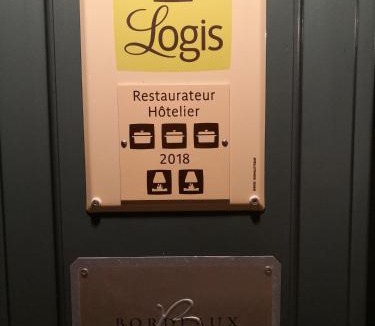 Logis
Restaurateur
Hôtelier
2018
BORDEAUX